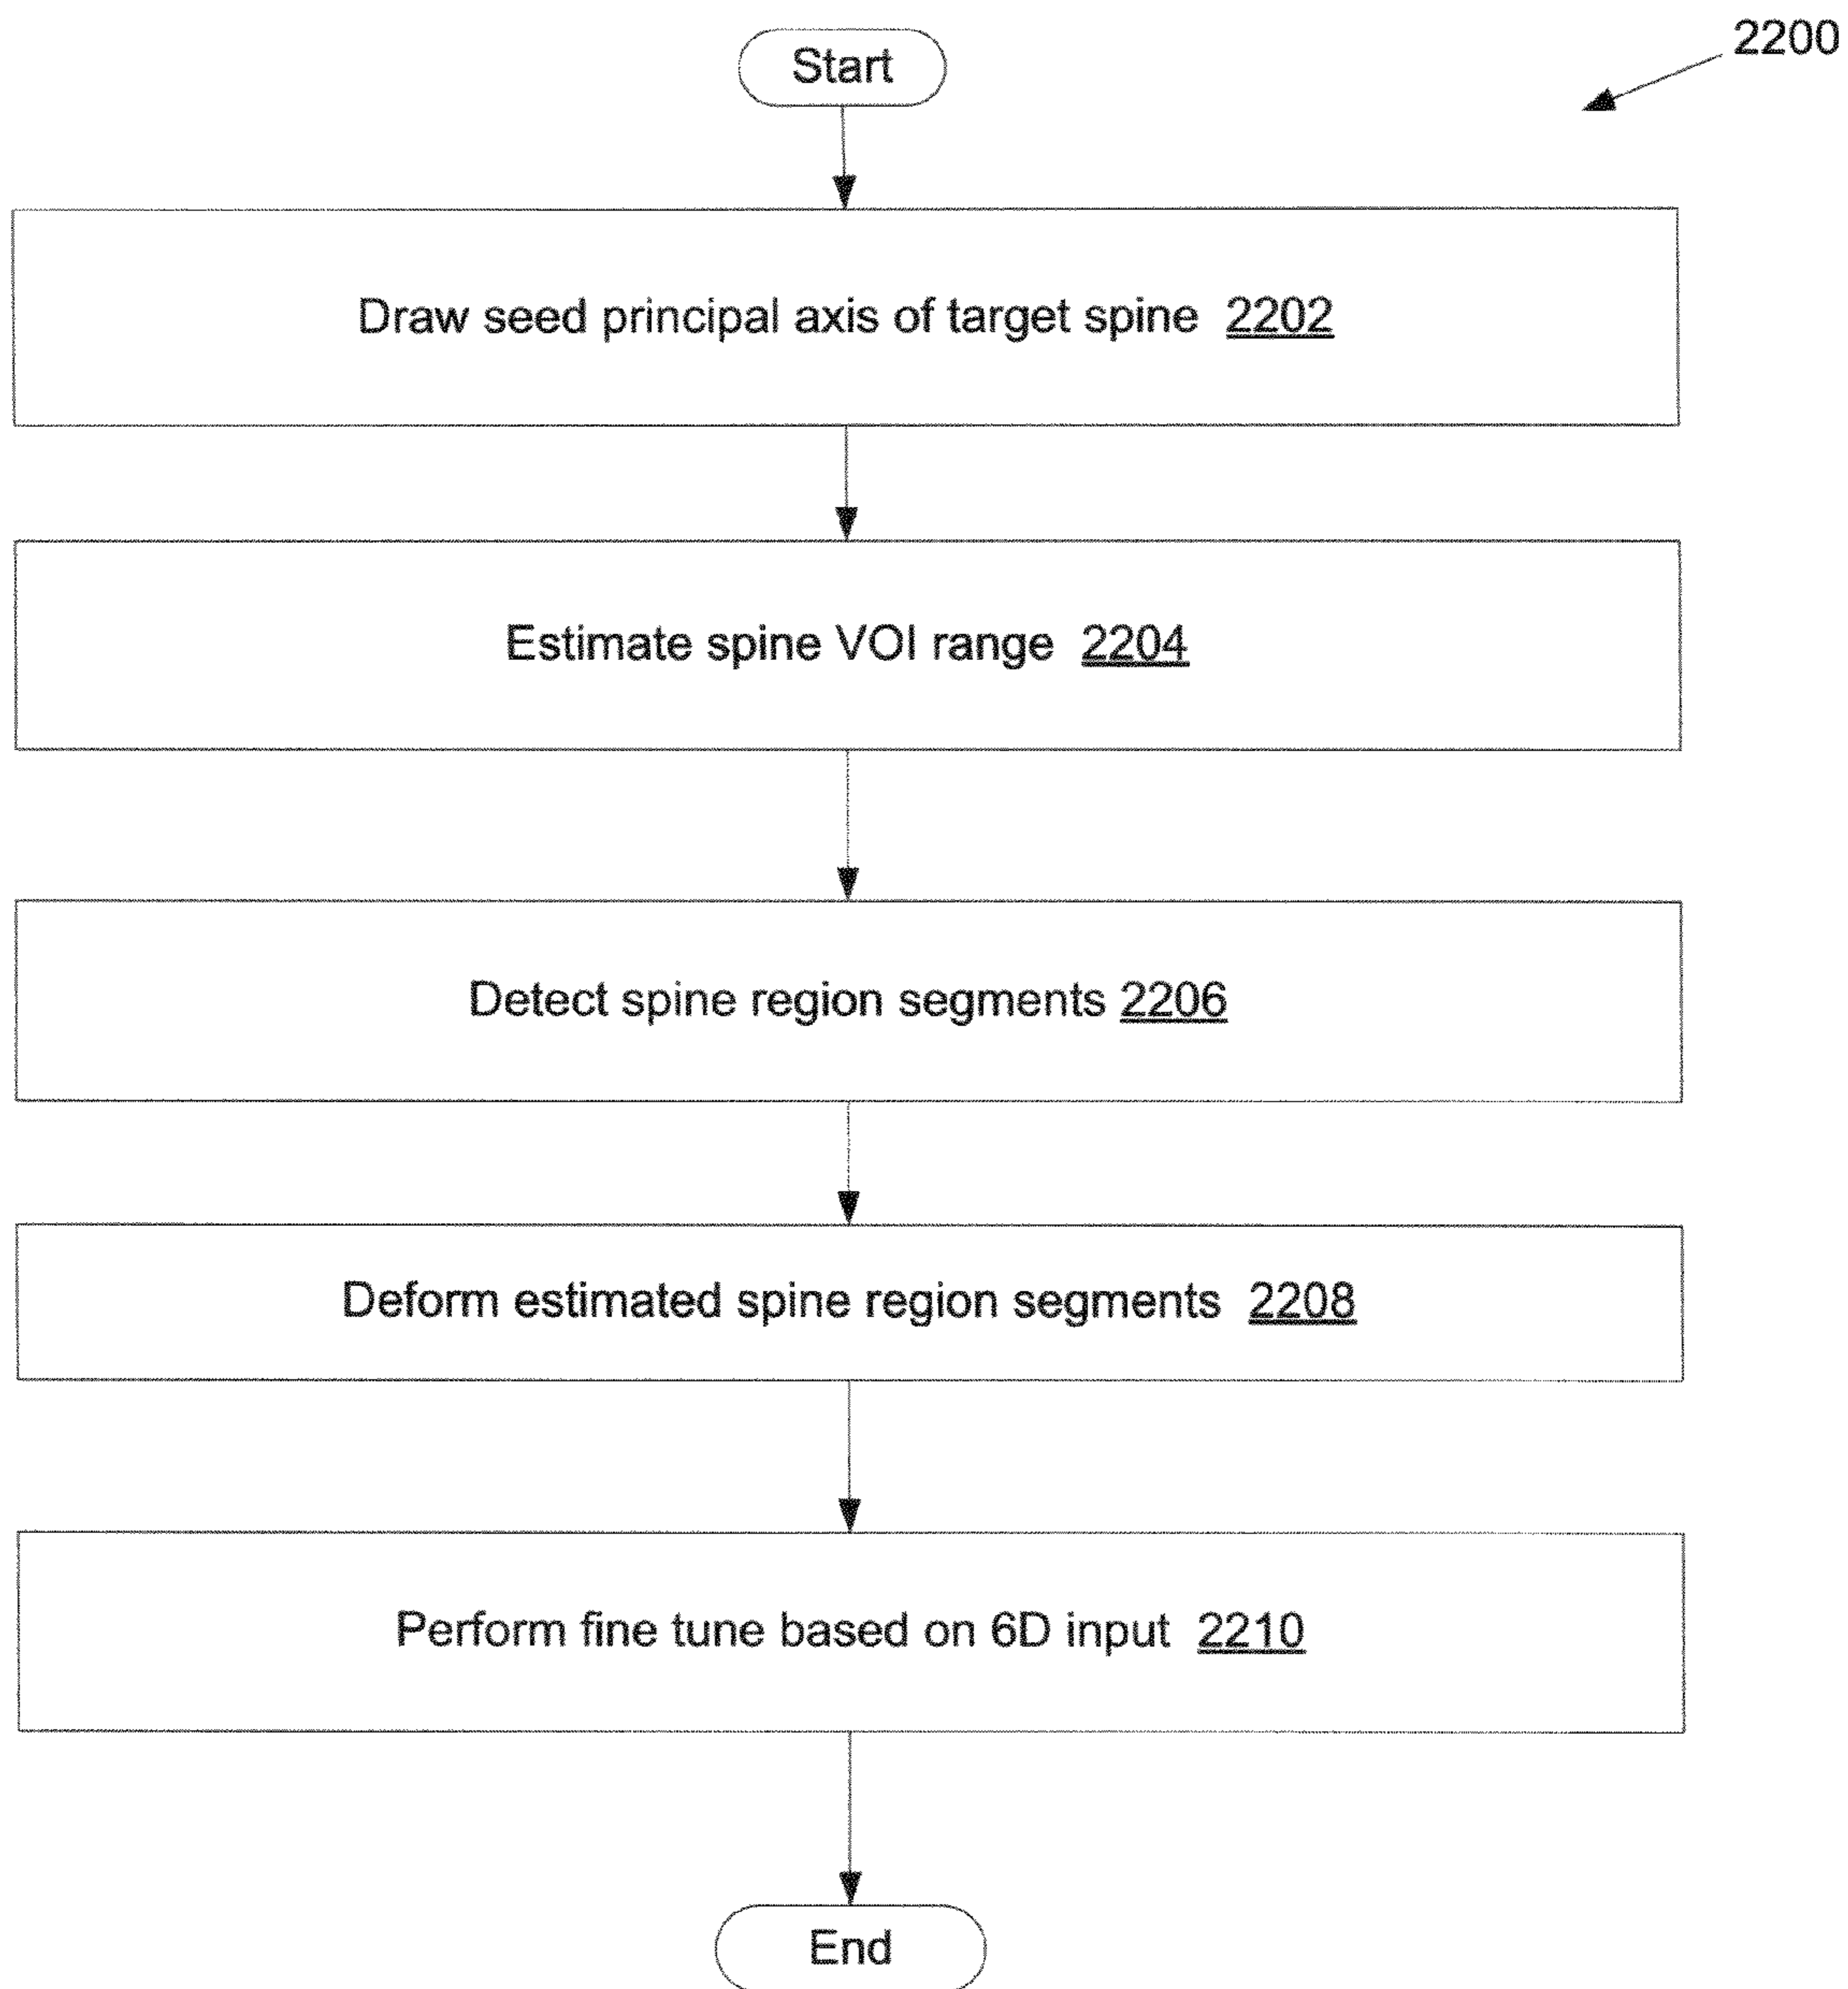 2200
Start
Draw seed principal axis of target spine 2202
Estimate spine VOI range 2204
Detect spine region segments 2206
Deform estimated spine region segments 2208
Perform fine tune based on 6D input 2210
End